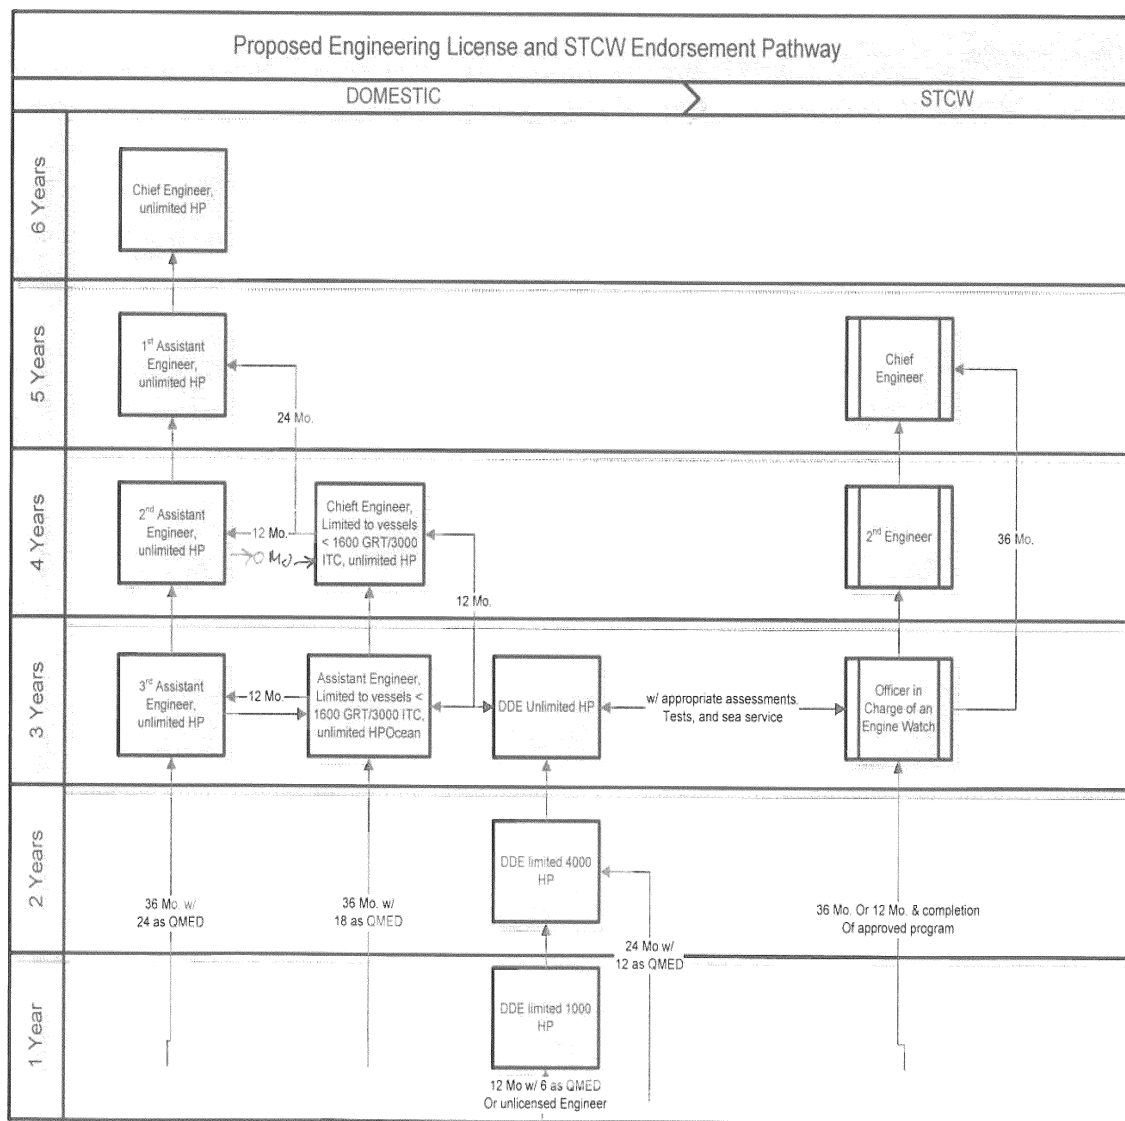 Proposed Engineering License and STCW Endorsement Pathway
DOMESTIC
STCW
6 Years
Chief Engineer,
unlimited HP
5 Years
1st Assistant
Engineer,
unlimited HP
24 Mo.
Chief
Engineer
4 Years
2nd Assistant
Engineer,
unlimited HP
12 Mo.
Chieft Engineer,
Limited to vessels
< 1600 GRT/3000
ITC, unlimited HP
2nd Engineer
36 Mo.
12 Mo.
3 Years
3rd Assistant
Engineer,
unlimited HP
12 Mo.
Assistant Engineer,
Limited to vessels <
1600 GRT/3000 ITC,
unlimited HPOcean
DDE Unlimited HP
w/ appropriate assessments.
Tests, and sea service
Officer in
Charge of an
Engine Watch
2 Years
36 Mo. w/
24 as QMED
36 Mo. w/
18 as QMED
DDE limited 4000
HP
24 Mo w/
12 as QMED
36 Mo. Or 12 Mo. & completion
Of approved program
1 Year
DDE limited 1000
HP
12 Mo w/ 6 as QMED
Or unlicensed Engineer